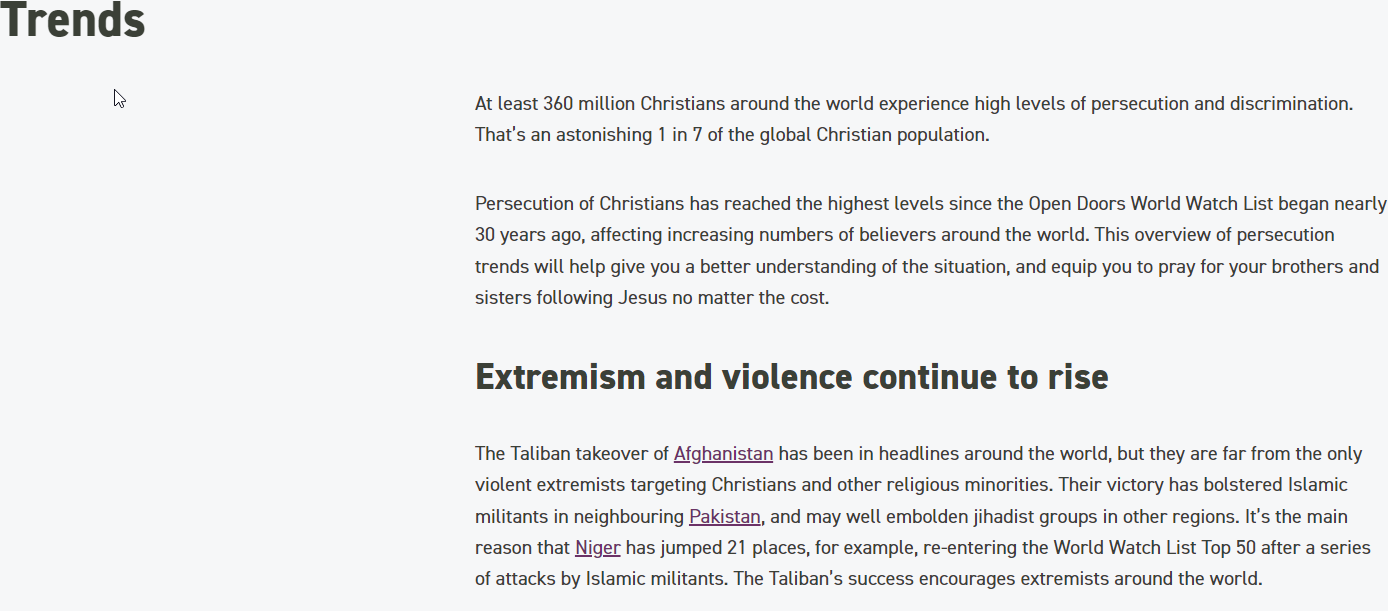 Trends
At least 360 million Christians around the world experience high levels of persecution and discrimination.
That's an astonishing 1 in 7 of the global Christian population.
Persecution of Christians has reached the highest levels since the Open Doors World Watch List began nearly
30 years ago, affecting increasing numbers of believers around the world. This overview of persecution
trends will help give you a better understanding of the situation, and equip you to pray for your brothers and
sisters following Jesus no matter the cost.
Extremism and violence continue to rise
The Taliban takeover of Afghanistan has been in headlines around the world, but they are far from the only
violent extremists targeting Christians and other religious minorities. Their victory has bolstered Islamic
militants in neighbouring Pakistan, and may well embolden jihadist groups in other regions. It's the main
reason that Niger has jumped 21 places, for example, re-entering the World Watch List Top 50 after a series
of attacks by Islamic militants. The Taliban's success encourages extremists around the world.